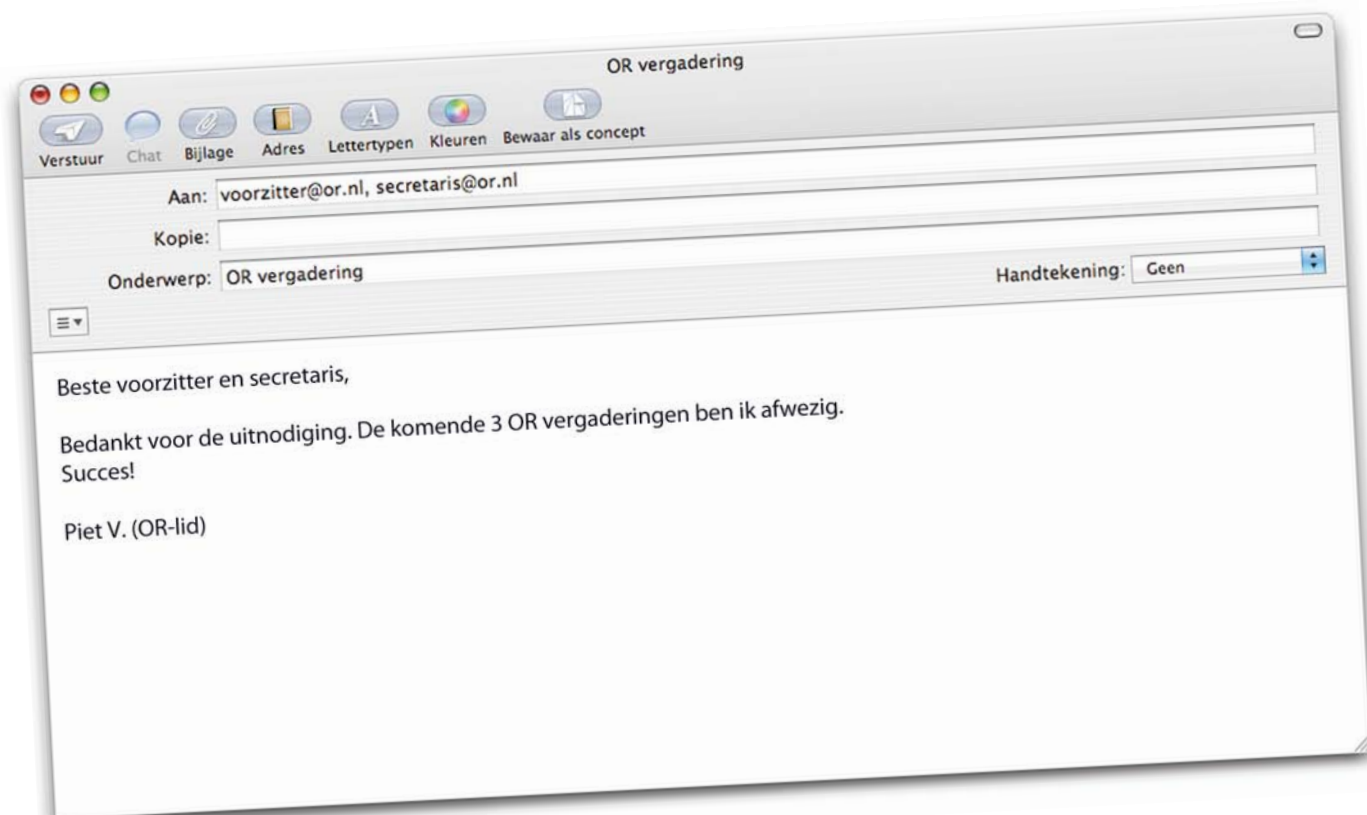 OR vergadering
Verstuur Chat Bijlage Adres Lettertypen Kleuren Bewaar als concept
Aan: voorzitter@or.nl, secretaris@or.nl
Kopie:
Onderwerp: OR vergadering
Handtekening: Geen
Beste voorzitter en secretaris,
Bedankt voor de uitnodiging. De komende 3 OR vergaderingen ben ik afwezig.
Succes!
Piet V. (OR-lid)